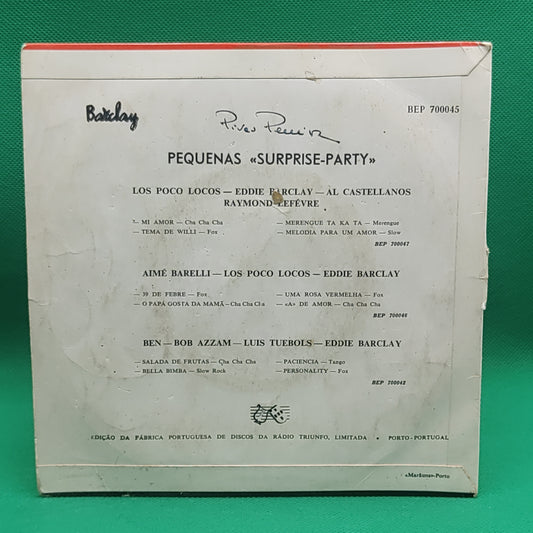 Barclay
BEP 700045
PEQUENAS «SURPRISE-PARTY»
LOS POCO LOCOS — EDDIE BARCLAY — AL CASTELLANOS
RAYMOND LEFÉVRE
— MI AMOR — Cha Cha Cha — MERENGUE TA KA TA — Merengue
— TEMA DE WILLI — Fox — MELODIA PARA UM AMOR — Slow
BEP 700047
AIMÉ BARELLI — LOS POCO LOCOS — EDDIE BARCLAY
— 39 DE FEBRE — Fox — UMA ROSA VERMELHA — Fox
— O PAPÁ GOSTA DA MAMÃ — Cha Cha Cha — «A» DE AMOR — Cha Cha Cha
BEP 700046
BEN — BOB AZZAM — LUIS TUEBOLS — EDDIE BARCLAY
— SALADA DE FRUTAS — Cha Cha Cha — PACIENCIA — Tango
— BELLA BIMBA — Slow Rock — PERSONALITY — Fox
BEP 700042
EDIÇÃO DA FÁBRICA PORTUGUESA DE DISCOS DA RÁDIO TRIUNFO, LIMITADA • PORTO-PORTUGAL
«Marânus»-Porto